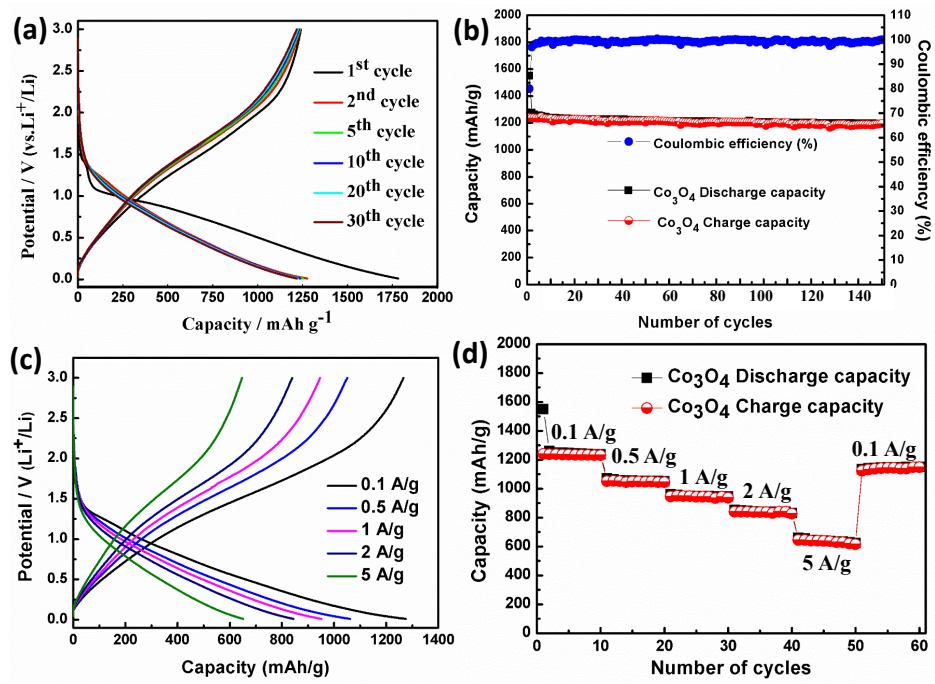 (a)
Potential / V (vs.Li+/Li)
3.0
2.5
2.0
1.5
1.0
0.5
0.0
1st cycle
2nd cycle
5th cycle
10th cycle
20th cycle
30th cycle
0 250 500 750 1000 1250 1500 1750 2000
Capacity / mAh g-1
(b)
Capacity (mAh/g)
2000
1800
1600
1400
1200
1000
800
600
400
200
0
Coulombic efficiency (%)
Co3O4 Discharge capacity
Co3O4 Charge capacity
110
100
90
80
70
60
50
40
30
20
10
0
Coulombic efficiency (%)
0 10 20 30 40 50 60 70 80 90 100 110 120 130 140 150
Number of cycles
(c)
Potential / V (Li+/Li)
3.0
2.5
2.0
1.5
1.0
0.5
0.0
0.1 A/g
0.5 A/g
1 A/g
2 A/g
5 A/g
0 200 400 600 800 1000 1200 1400
Capacity (mAh/g)
(d)
Capacity (mAh/g)
2000
1800
1600
1400
1200
1000
800
600
400
200
0
Co3O4 Discharge capacity
Co3O4 Charge capacity
0.1 A/g
0.5 A/g
1 A/g
2 A/g
5 A/g
0.1 A/g
0 10 20 30 40 50 60
Number of cycles